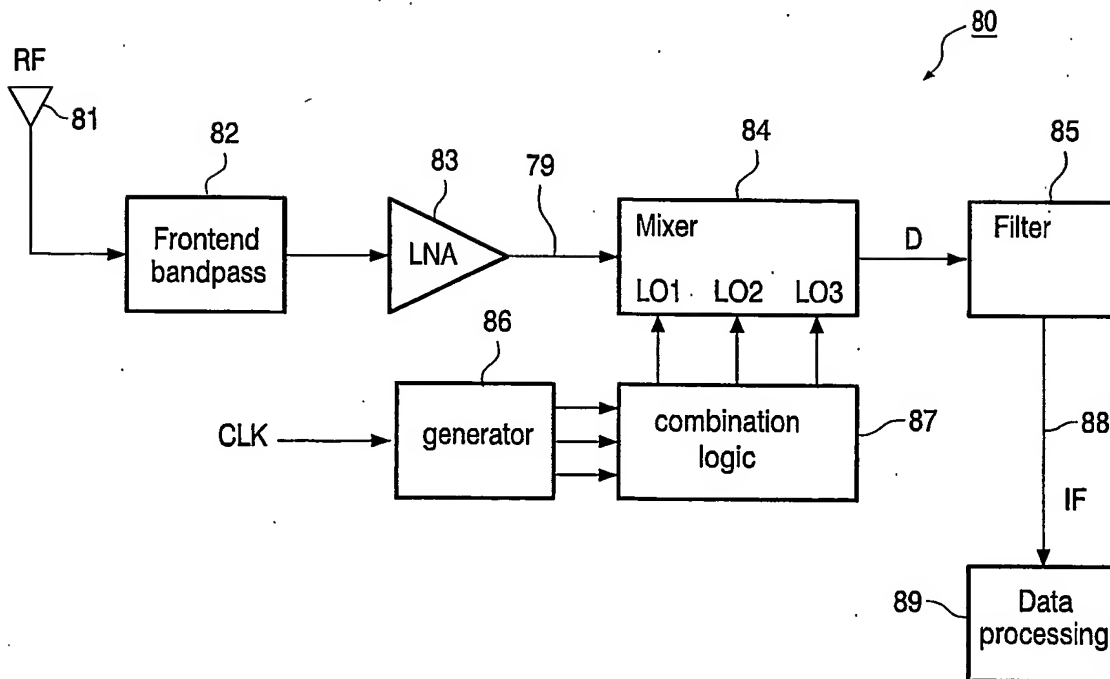 80
RF
81
82
83
79
84
85
Frontend
bandpass
LNA
Mixer
LO1 LO2 LO3
D
Filter
86
CLK
generator
combination
logic
87
88
IF
89
Data
processing